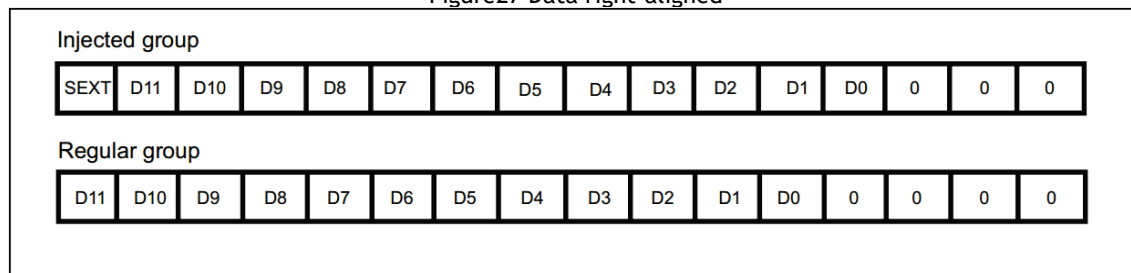 Figure27 Data right-aligned
Injected group
SEXT D11 D10 D9 D8 D7 D6 D5 D4 D3 D2 D1 D0 0 0 0
Regular group
D11 D10 D9 D8 D7 D6 D5 D4 D3 D2 D1 D0 0 0 0 0